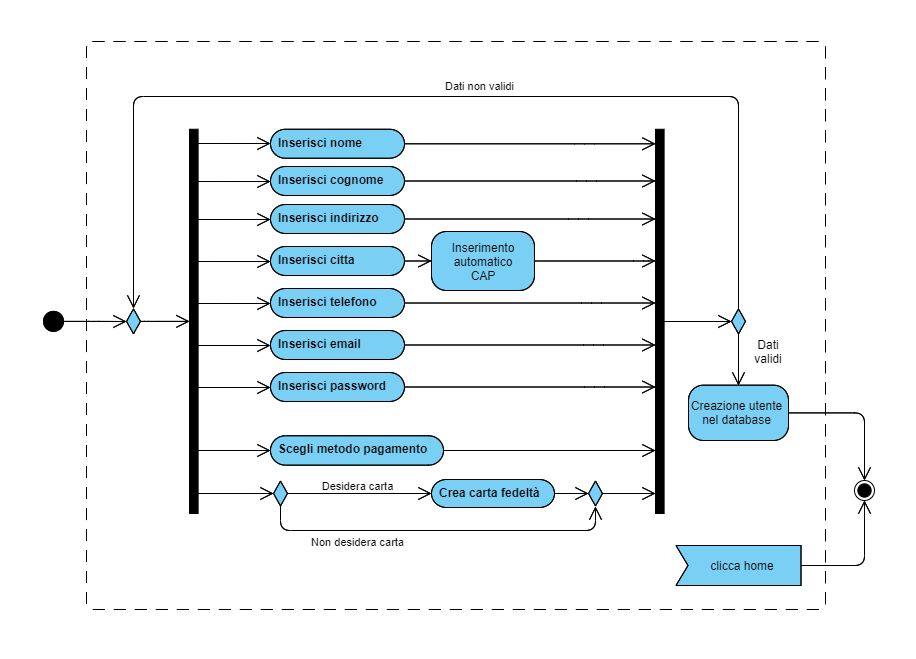 Dati non validi
Inserisci nome
Inserisci cognome
Inserisci indirizzo
Inserisci citta
Inserimento
automatico
CAP
Inserisci telefono
Inserisci email
Inserisci password
Dati
validi
Creazione utente
nel database
Scegli metodo pagamento
Desidera carta
Crea carta fedeltà
Non desidera carta
clicca home